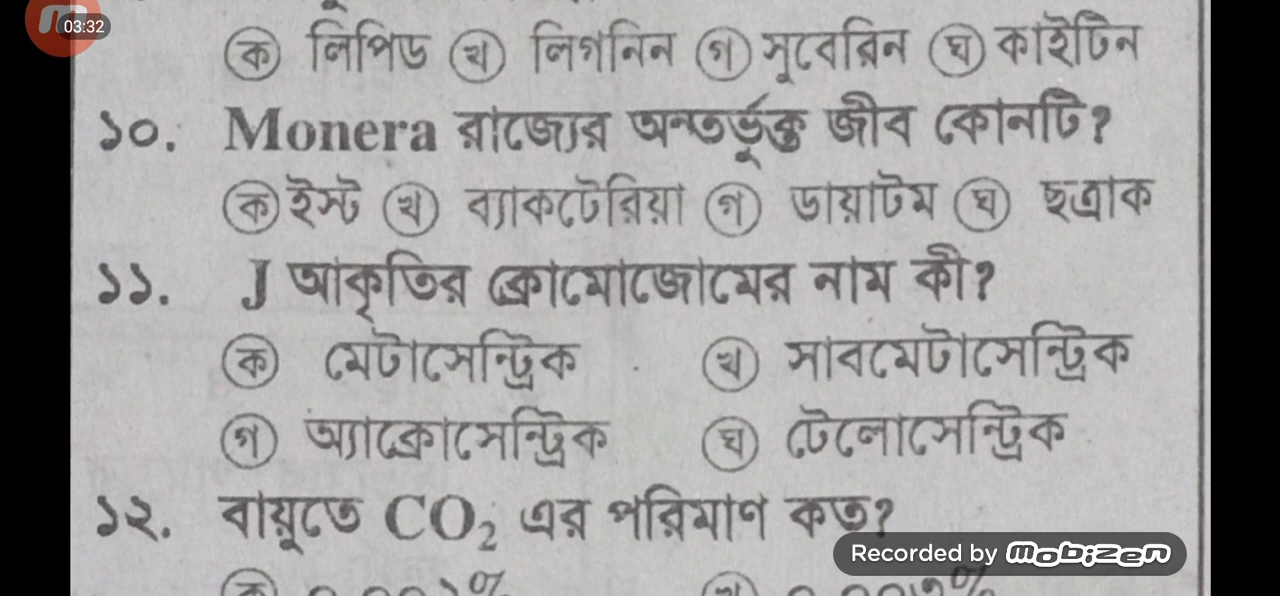 03:32
ক লিপিড খ লিগনিন গ সুবেরিন ঘ কাইটিন
১০. Monera রাজ্যের অন্তর্ভূক্ত জীব কোনটি?
ক ইস্ট খ ব্যাকটেরিয়া গ ডায়াটম ঘ ছত্রাক
১১. J আকৃতির ক্রোমোজোমের নাম কী?
ক মেটাসেন্ট্রিক খ সাবমেটাসেন্ট্রিক
গ অ্যাক্রোসেন্ট্রিক ঘ টেলোসেন্ট্রিক
১২. বায়ুতে CO₂ এর পরিমাণ কত?
Recorded by mobizen